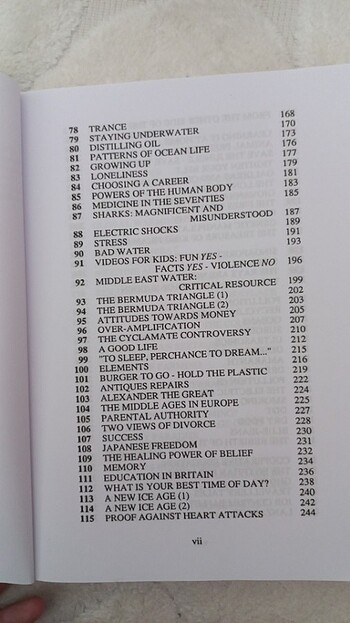 78 TRANCE 168
79 STAYING UNDERWATER 170
80 DISTILLING OIL 173
81 PATTERNS OF OCEAN LIFE 176
82 GROWING UP 177
83 LONELINESS 179
84 CHOOSING A CAREER 181
85 POWERS OF THE HUMAN BODY 183
86 MEDICINE IN THE SEVENTIES 185
87 SHARKS: MAGNIFICENT AND
MISUNDERSTOOD 187
88 ELECTRIC SHOCKS 189
89 STRESS 191
90 BAD WATER 193
91 VIDEOS FOR KIDS: FUN YES -
FACTS YES - VIOLENCE NO 196
92 MIDDLE EAST WATER:
CRITICAL RESOURCE 199
93 THE BERMUDA TRIANGLE (1) 202
94 THE BERMUDA TRIANGLE (2) 203
95 ATTITUDES TOWARDS MONEY 205
96 OVER-AMPLIFICATION 207
97 THE CYCLAMATE CONTROVERSY 210
98 A GOOD LIFE 212
99 "TO SLEEP, PERCHANCE TO DREAM..." 215
100 ELEMENTS 216
101 BURGER TO GO - HOLD THE PLASTIC 219
102 ANTIQUES REPAIRS 222
103 ALEXANDER THE GREAT 224
104 THE MIDDLE AGES IN EUROPE 225
105 PARENTAL AUTHORITY 227
106 TWO VIEWS OF DIVORCE 228
107 SUCCESS 230
108 JAPANESE FREEDOM 231
109 THE HEALING POWER OF BELIEF 232
110 MEMORY 234
111 EDUCATION IN BRITAIN 236
112 WHAT IS YOUR BEST TIME OF DAY? 238
113 A NEW ICE AGE (1) 240
114 A NEW ICE AGE (2) 242
115 PROOF AGAINST HEART ATTACKS 244
vii